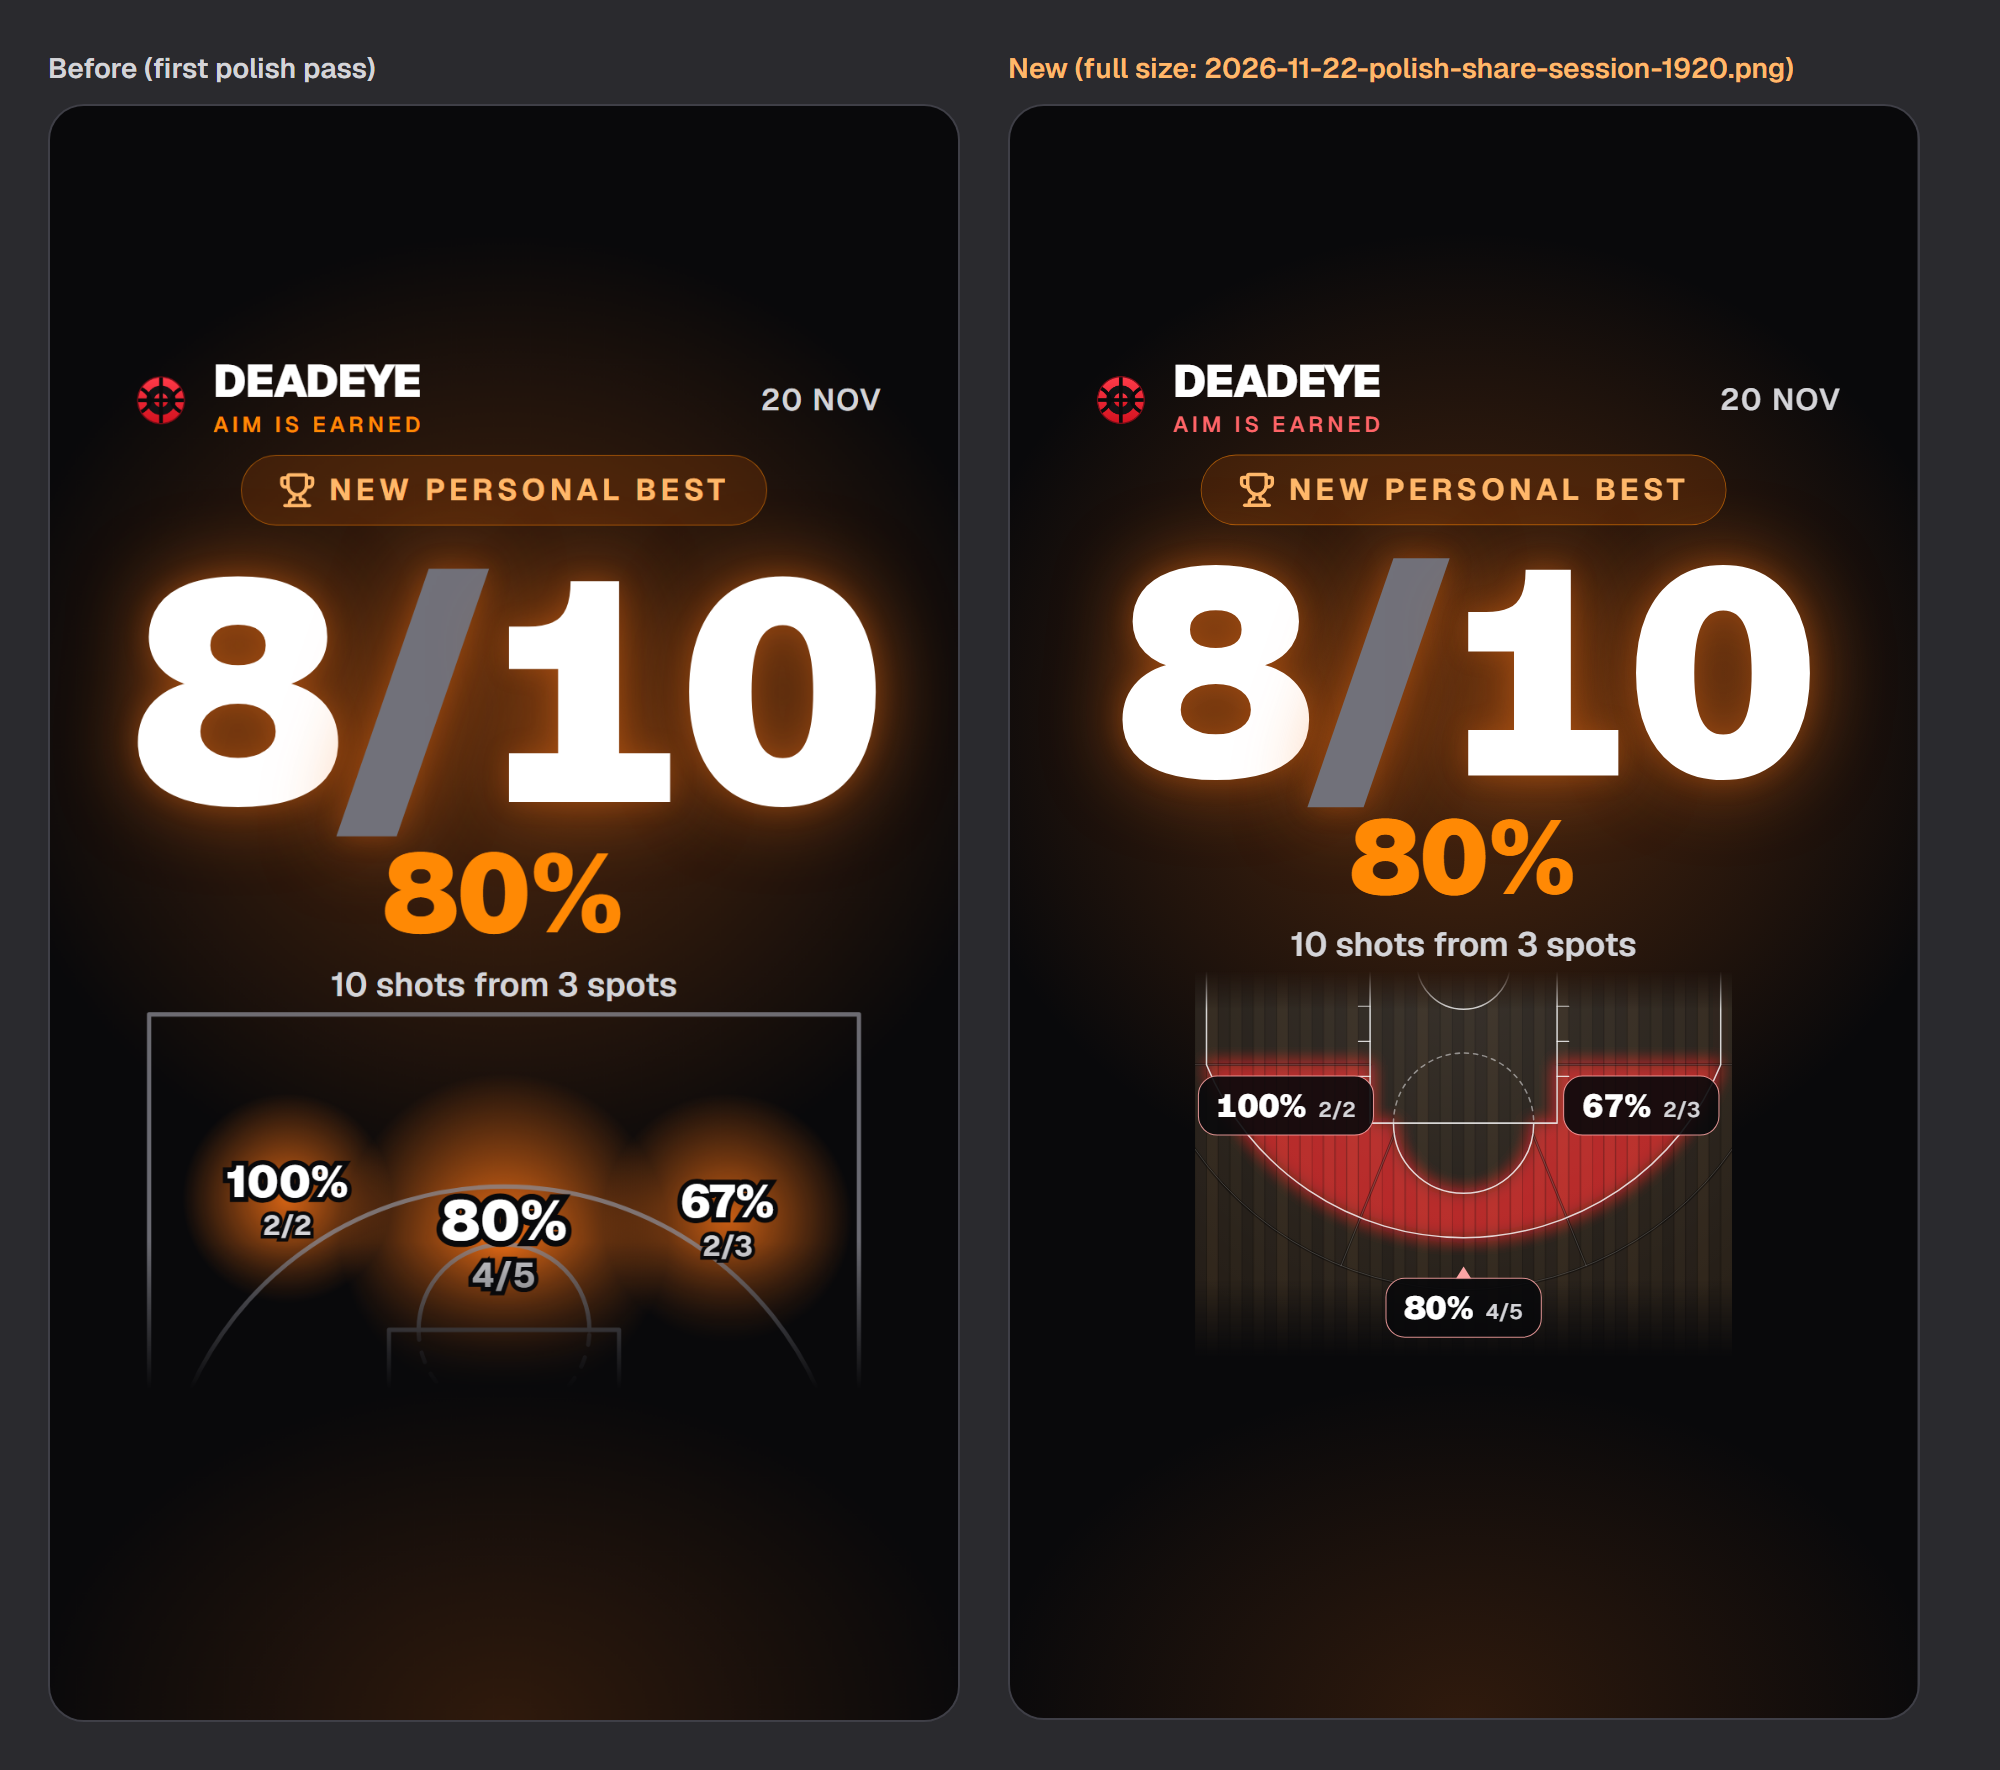 Before (first polish pass)
DEADEYE
AIM IS EARNED
20 NOV
NEW PERSONAL BEST
8/10
80%
10 shots from 3 spots
100%
2/2
80%
4/5
67%
2/3
New (full size: 2026-11-22-polish-share-session-1920.png)
DEADEYE
AIM IS EARNED
20 NOV
NEW PERSONAL BEST
8/10
80%
10 shots from 3 spots
100% 2/2
67% 2/3
80% 4/5